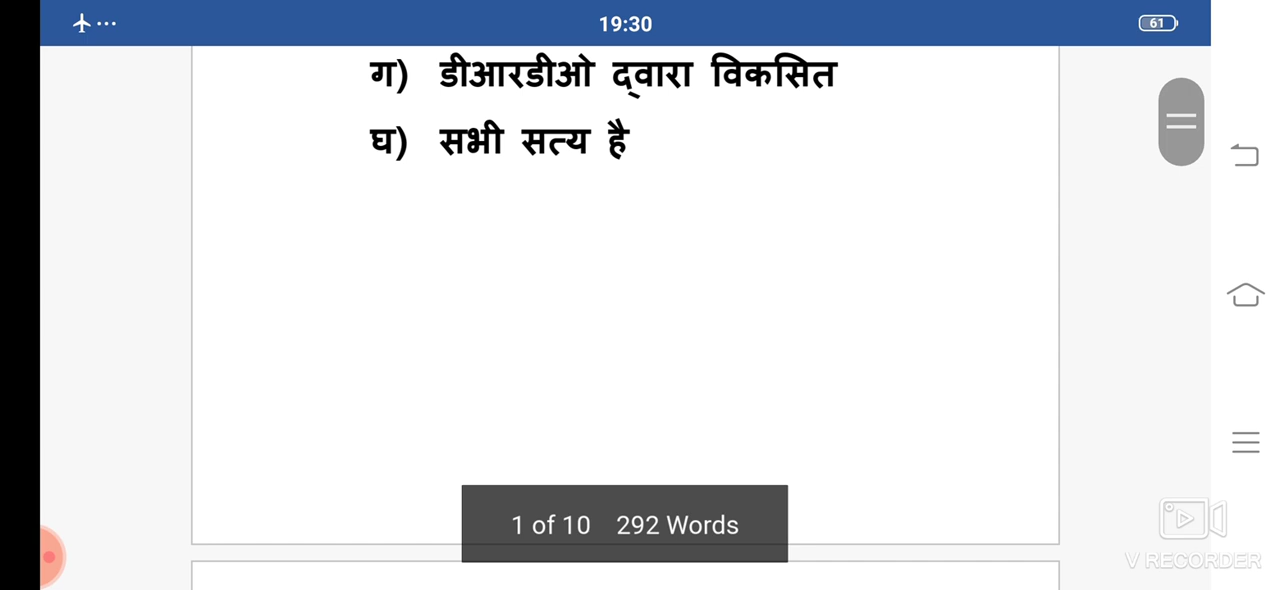 19:30
61
ग) डीआरडीओ द्वारा विकसित
घ) सभी सत्य है
1 of 10 292 Words
V RECORDER